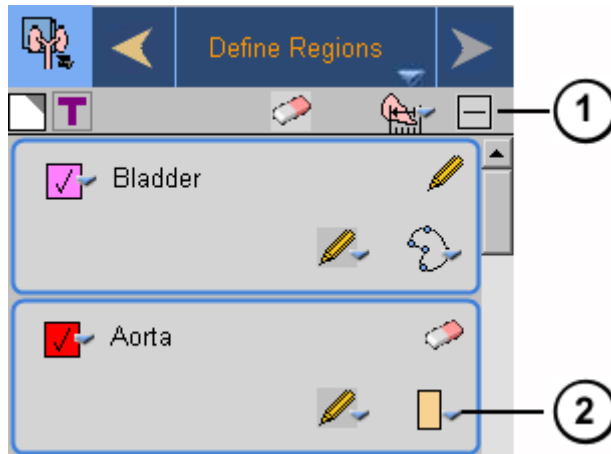 Define Regions
T
1
Bladder
Aorta
2